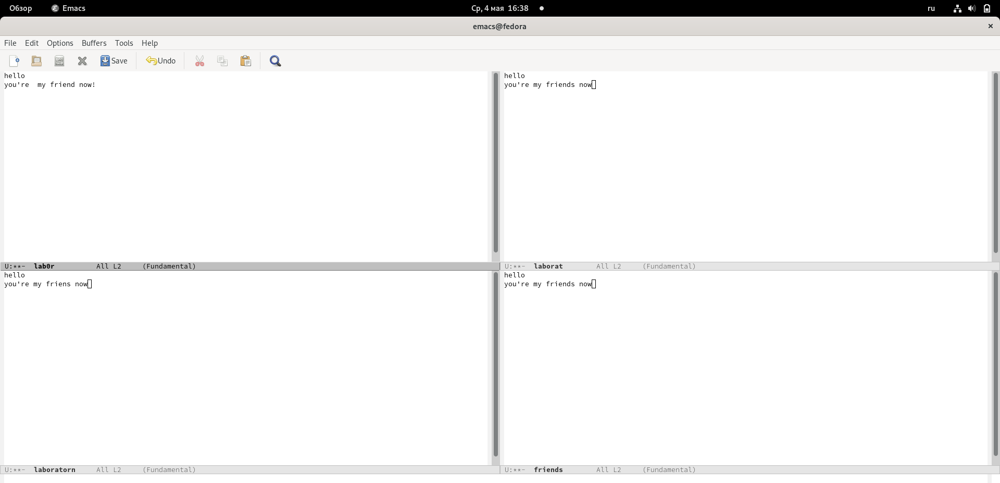 Обзор Emacs Ср, 4 мая 16:38 ru
emacs@fedora
File Edit Options Buffers Tools Help
Save Undo
hello
you're  my friend now!
U:**-  lab0r          All L2     (Fundamental)
hello
you're my friends now
U:**-  laborat        All L2     (Fundamental)
hello
you're my friens now
U:**-  laboratorn     All L2     (Fundamental)
hello
you're my friends now
U:**-  friends        All L2     (Fundamental)